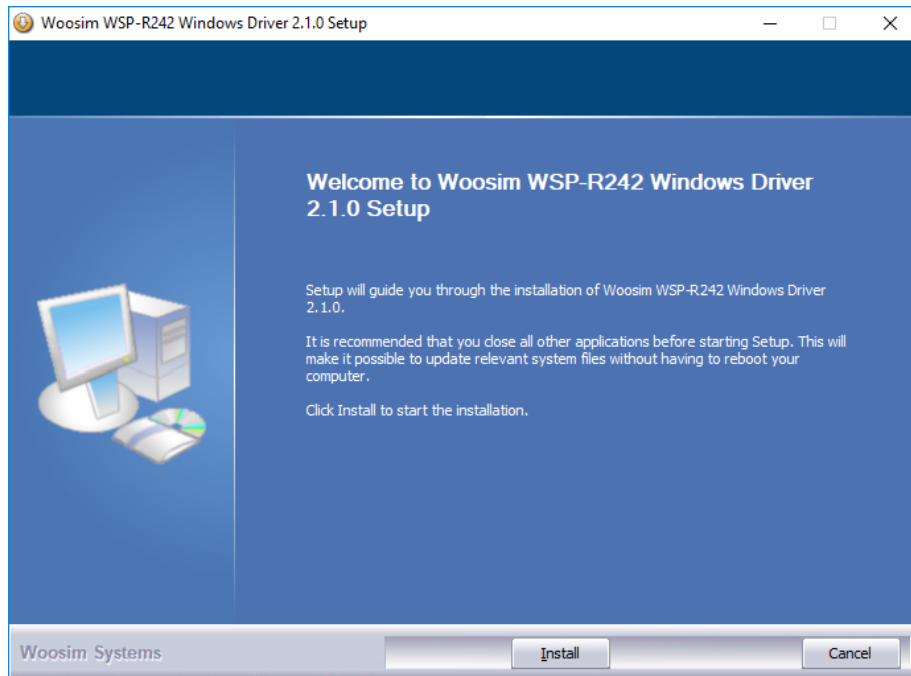 Woosim WSP-R242 Windows Driver 2.1.0 Setup
Welcome to Woosim WSP-R242 Windows Driver
2.1.0 Setup
Setup will guide you through the installation of Woosim WSP-R242 Windows Driver
2.1.0.
It is recommended that you close all other applications before starting Setup. This will
make it possible to update relevant system files without having to reboot your
computer.
Click Install to start the installation.
Woosim Systems
Install
Cancel